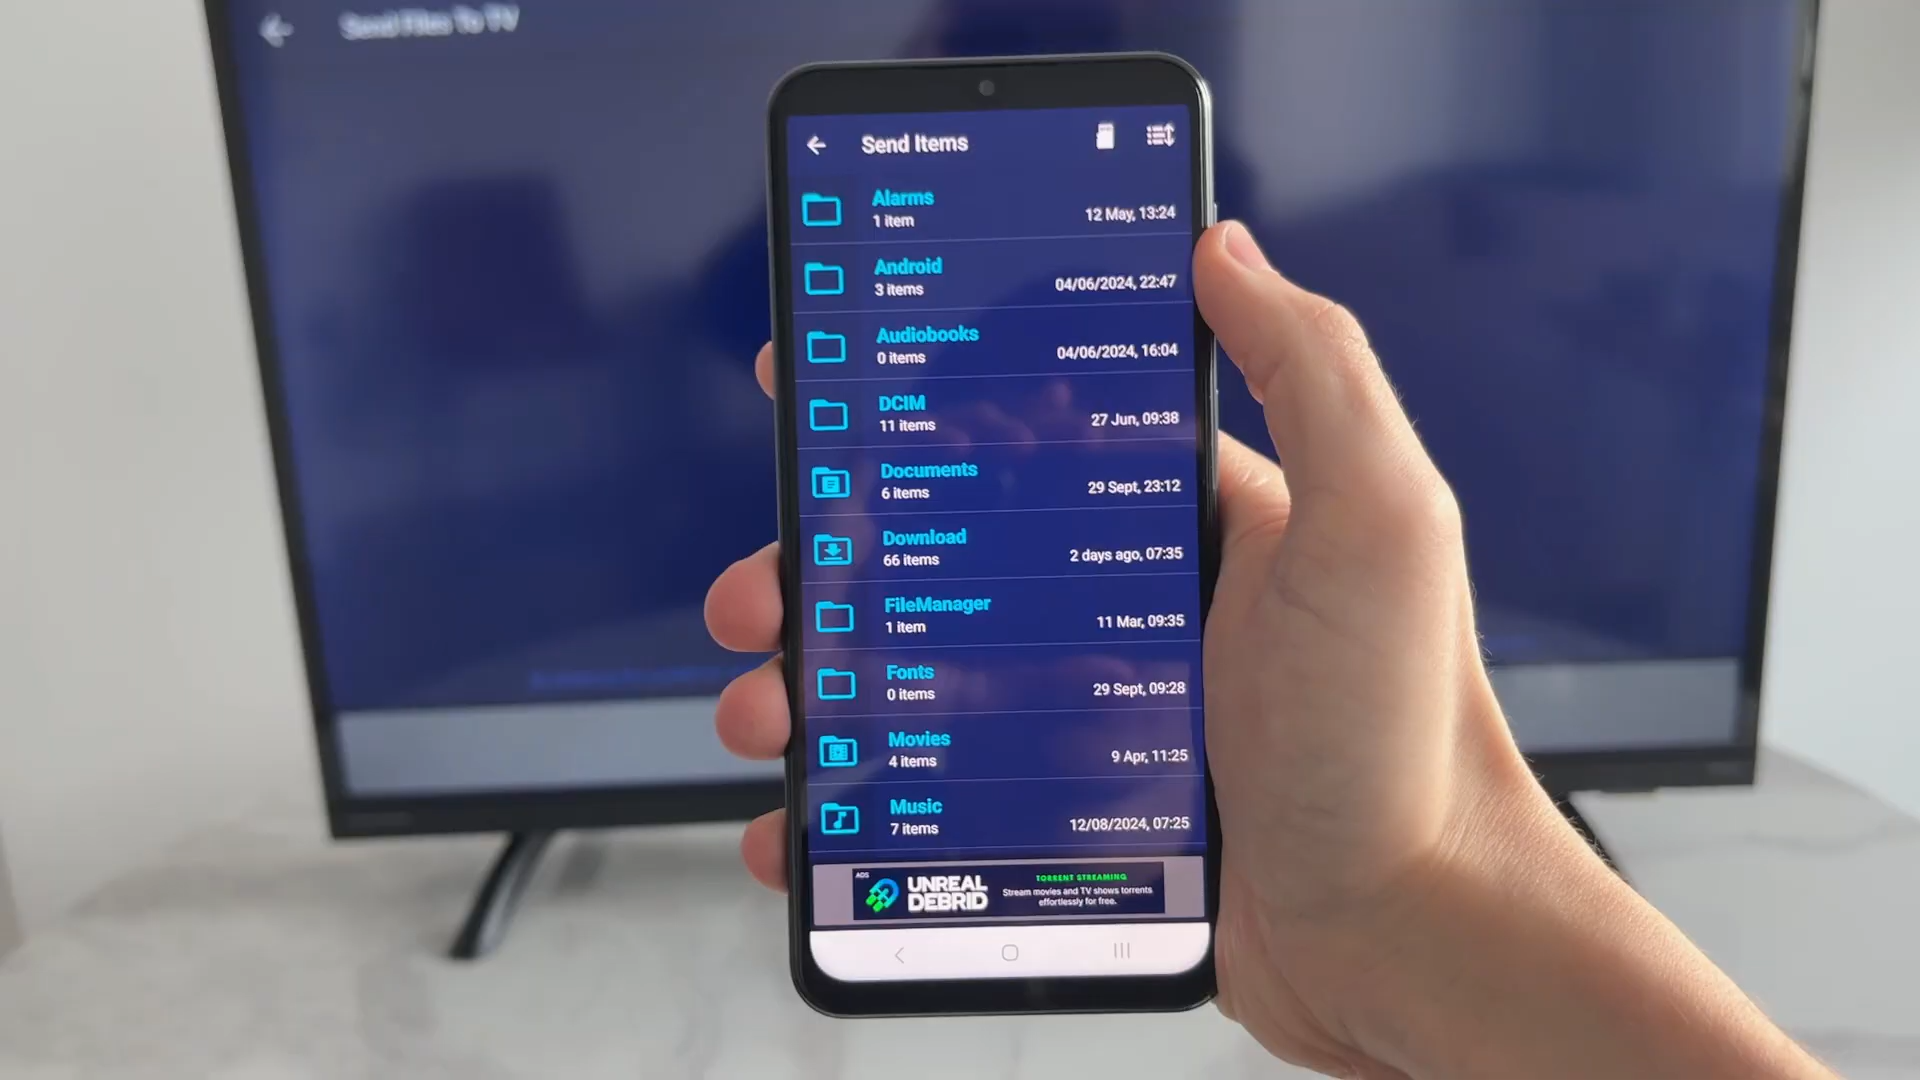 Send Files To TV
Send Items
Alarms
1 item
12 May, 13:24
Android
3 items
04/06/2024, 22:47
Audiobooks
0 items
04/06/2024, 16:04
DCIM
11 items
27 Jun, 09:38
Documents
6 items
29 Sept, 23:12
Download
66 items
2 days ago, 07:35
FileManager
1 item
11 Mar, 09:35
Fonts
0 items
29 Sept, 09:28
Movies
4 items
9 Apr, 11:25
Music
7 items
12/08/2024, 07:25
ADS
UNREAL
DEBRID
TORRENT STREAMING
Stream movies and TV shows torrents
effortlessly for free.